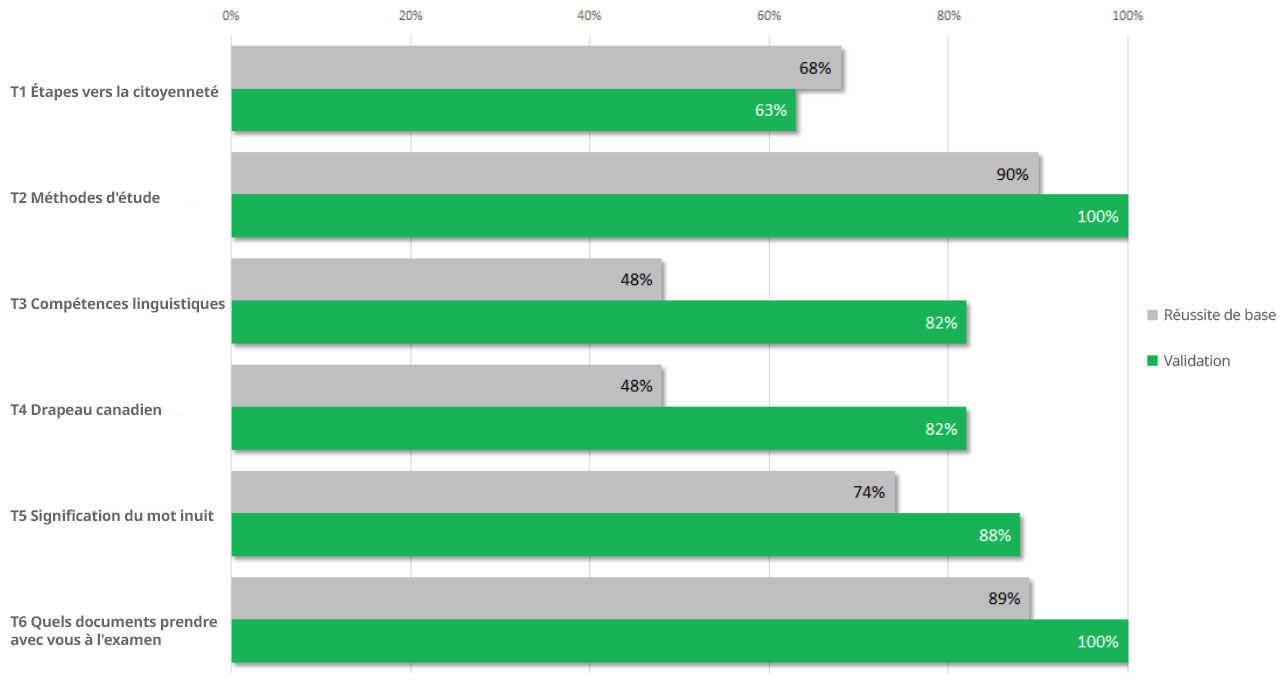 0% 20% 40% 60% 80% 100%
T1 Étapes vers la citoyenneté
68%
63%
T2 Méthodes d'étude
90%
100%
T3 Compétences linguistiques
48%
82%
T4 Drapeau canadien
48%
82%
T5 Signification du mot inuit
74%
88%
T6 Quels documents prendre
avec vous à l'examen
89%
100%
Réussite de base
Validation